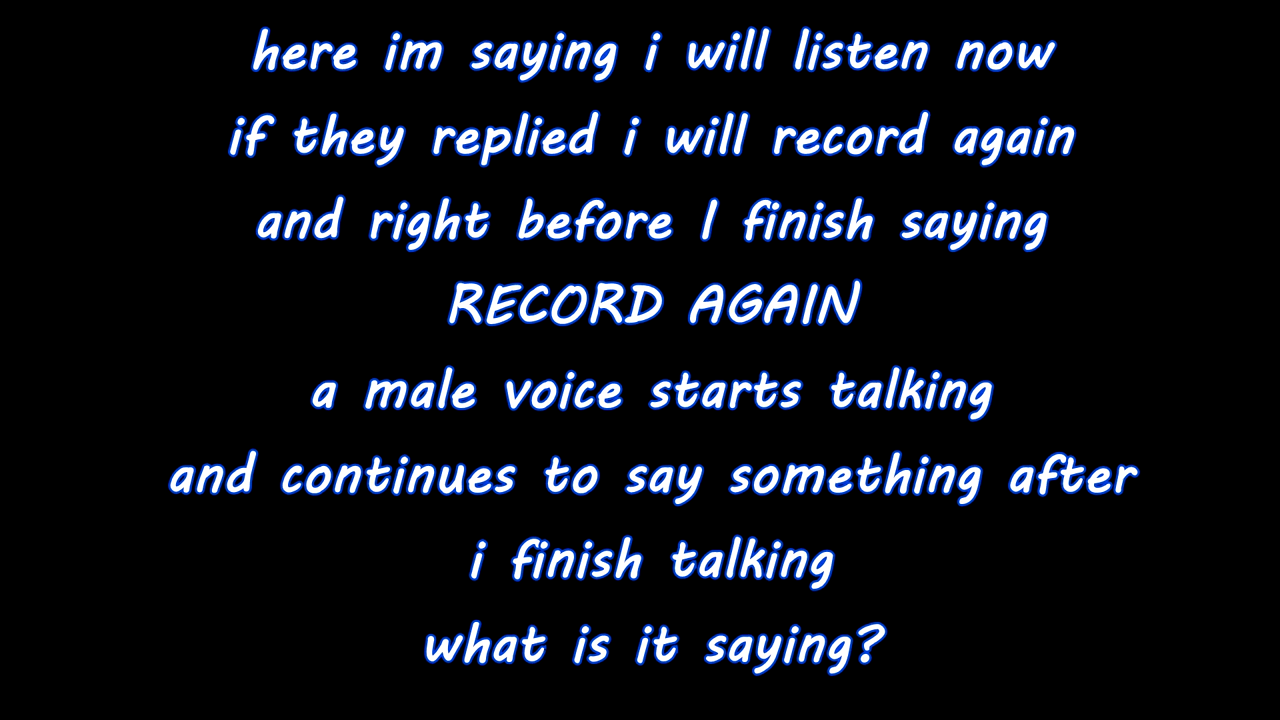 here im saying i will listen now
if they replied i will record again
and right before I finish saying
RECORD AGAIN
a male voice starts talking
and continues to say something after
i finish talking
what is it saying?